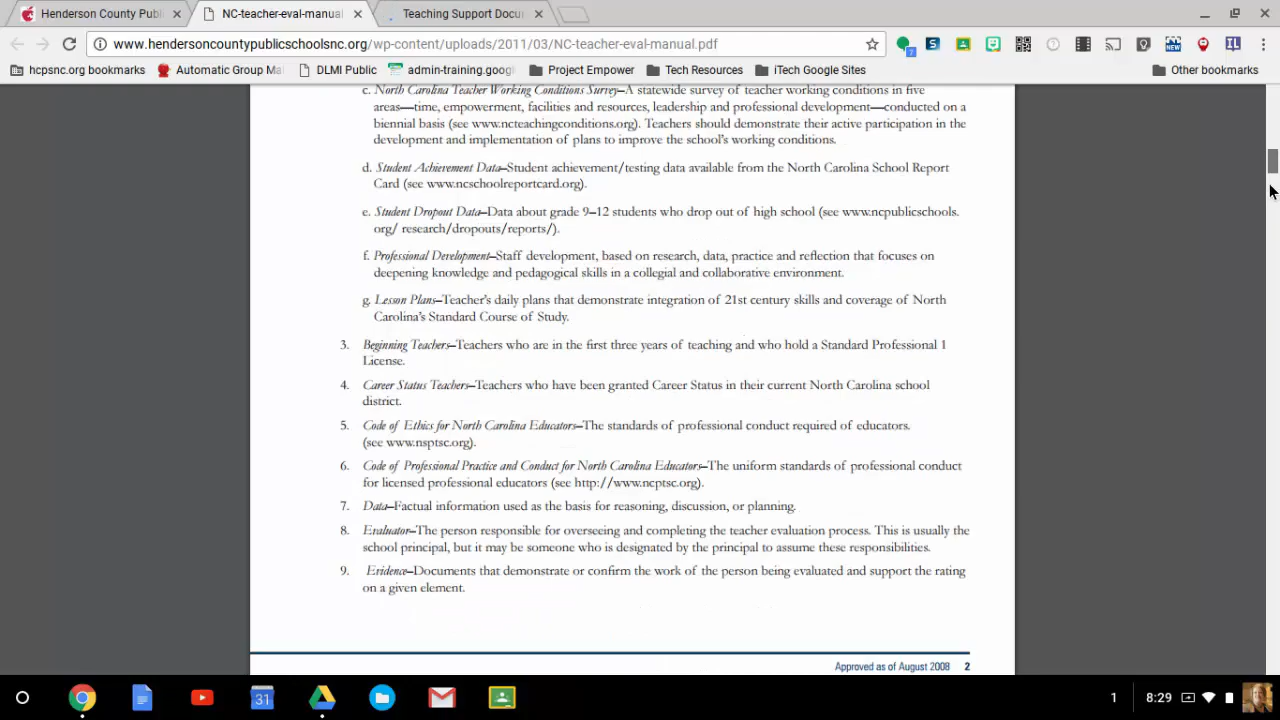 Henderson County Publ
NC-teacher-eval-manual
Teaching Support Docu
www.hendersoncountypublicschoolsnc.org/wp-content/uploads/2011/03/NC-teacher-eval-manual.pdf
hcpsnc.org bookmarks
Automatic Group Ma
DLMI Public
admin-training.goog
Project Empower
Tech Resources
iTech Google Sites
Other bookmarks
c. North Carolina Teacher Working Conditions Survey–A statewide survey of teacher working conditions in five
areas—time, empowerment, facilities and resources, leadership and professional development—conducted on a
biennial basis (see www.ncteachingconditions.org). Teachers should demonstrate their active participation in the
development and implementation of plans to improve the school's working conditions.
d. Student Achievement Data–Student achievement/testing data available from the North Carolina School Report
Card (see www.ncschoolreportcard.org).
e. Student Dropout Data–Data about grade 9–12 students who drop out of high school (see www.ncpublicschools.
org/ research/dropouts/reports/).
f. Professional Development–Staff development, based on research, data, practice and reflection that focuses on
deepening knowledge and pedagogical skills in a collegial and collaborative environment.
g. Lesson Plans–Teacher's daily plans that demonstrate integration of 21st century skills and coverage of North
Carolina's Standard Course of Study.
3. Beginning Teachers–Teachers who are in the first three years of teaching and who hold a Standard Professional 1
License.
4. Career Status Teachers–Teachers who have been granted Career Status in their current North Carolina school
district.
5. Code of Ethics for North Carolina Educators–The standards of professional conduct required of educators.
(see www.nsptsc.org).
6. Code of Professional Practice and Conduct for North Carolina Educators–The uniform standards of professional conduct
for licensed professional educators (see http://www.ncptsc.org).
7. Data–Factual information used as the basis for reasoning, discussion, or planning.
8. Evaluator–The person responsible for overseeing and completing the teacher evaluation process. This is usually the
school principal, but it may be someone who is designated by the principal to assume these responsibilities.
9. Evidence–Documents that demonstrate or confirm the work of the person being evaluated and support the rating
on a given element.
Approved as of August 2008 2
31
1
8:29